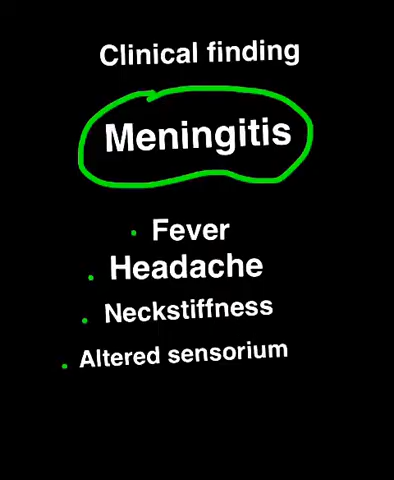 Clinical finding
Meningitis
Fever
Headache
Neckstiffness
Altered sensorium